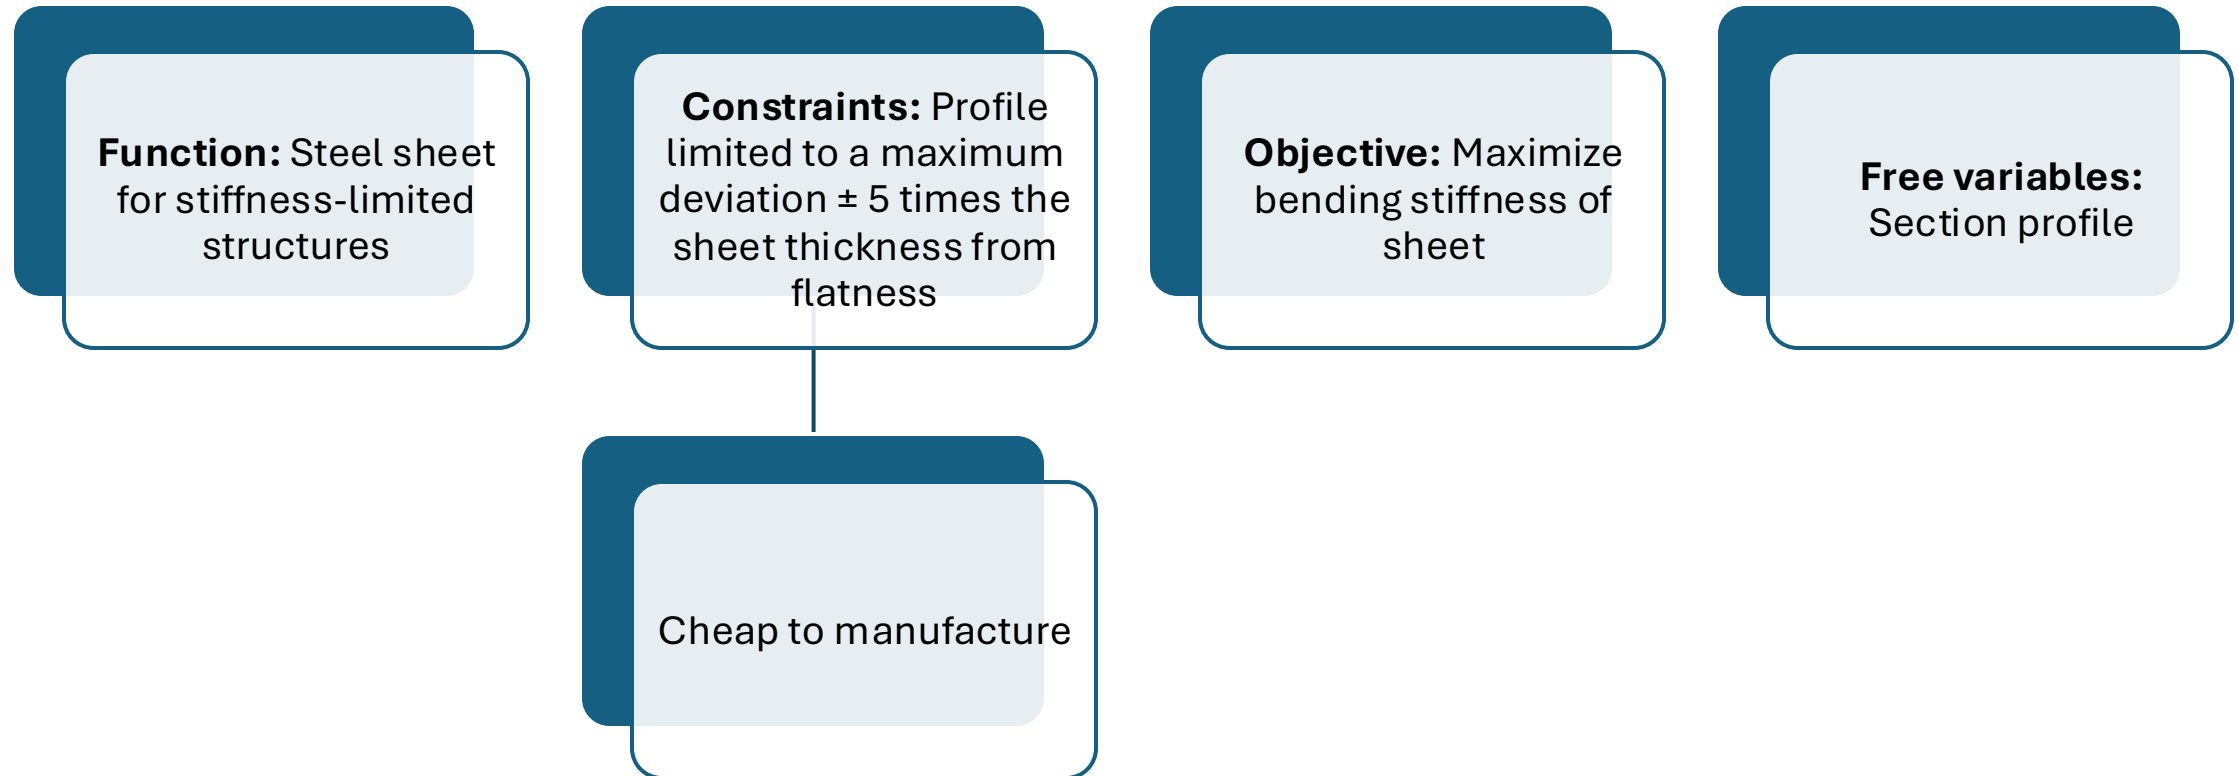 Function: Steel sheet
for stiffness-limited
structures
Constraints: Profile
limited to a maximum
deviation ± 5 times the
sheet thickness from
flatness
Objective: Maximize
bending stiffness of
sheet
Free variables:
Section profile
Cheap to manufacture